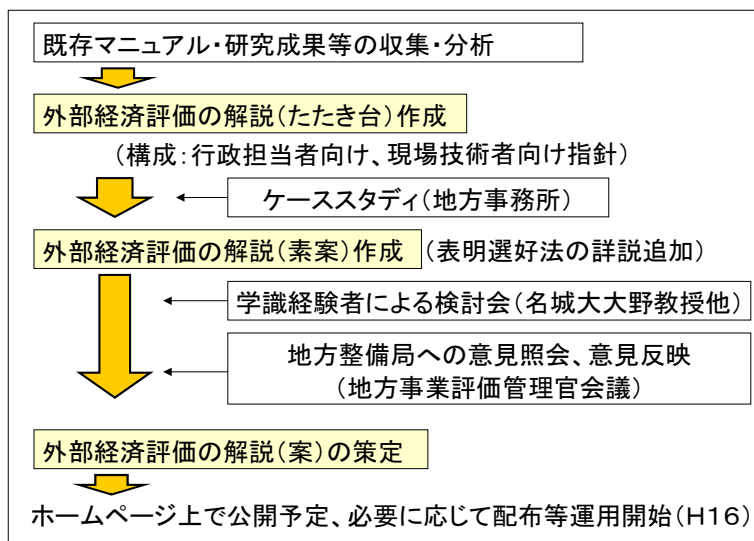 既存マニュアル・研究成果等の収集・分析
外部経済評価の解説(たたき台)作成
(構成:行政担当者向け、現場技術者向け指針)
ケーススタディ(地方事務所)
外部経済評価の解説(素案)作成 (表明選好法の詳説追加)
学識経験者による検討会(名城大大野教授他)
地方整備局への意見照会、意見反映
(地方事業評価管理官会議)
外部経済評価の解説(案)の策定
ホームページ上で公開予定、必要に応じて配布等運用開始(H16)